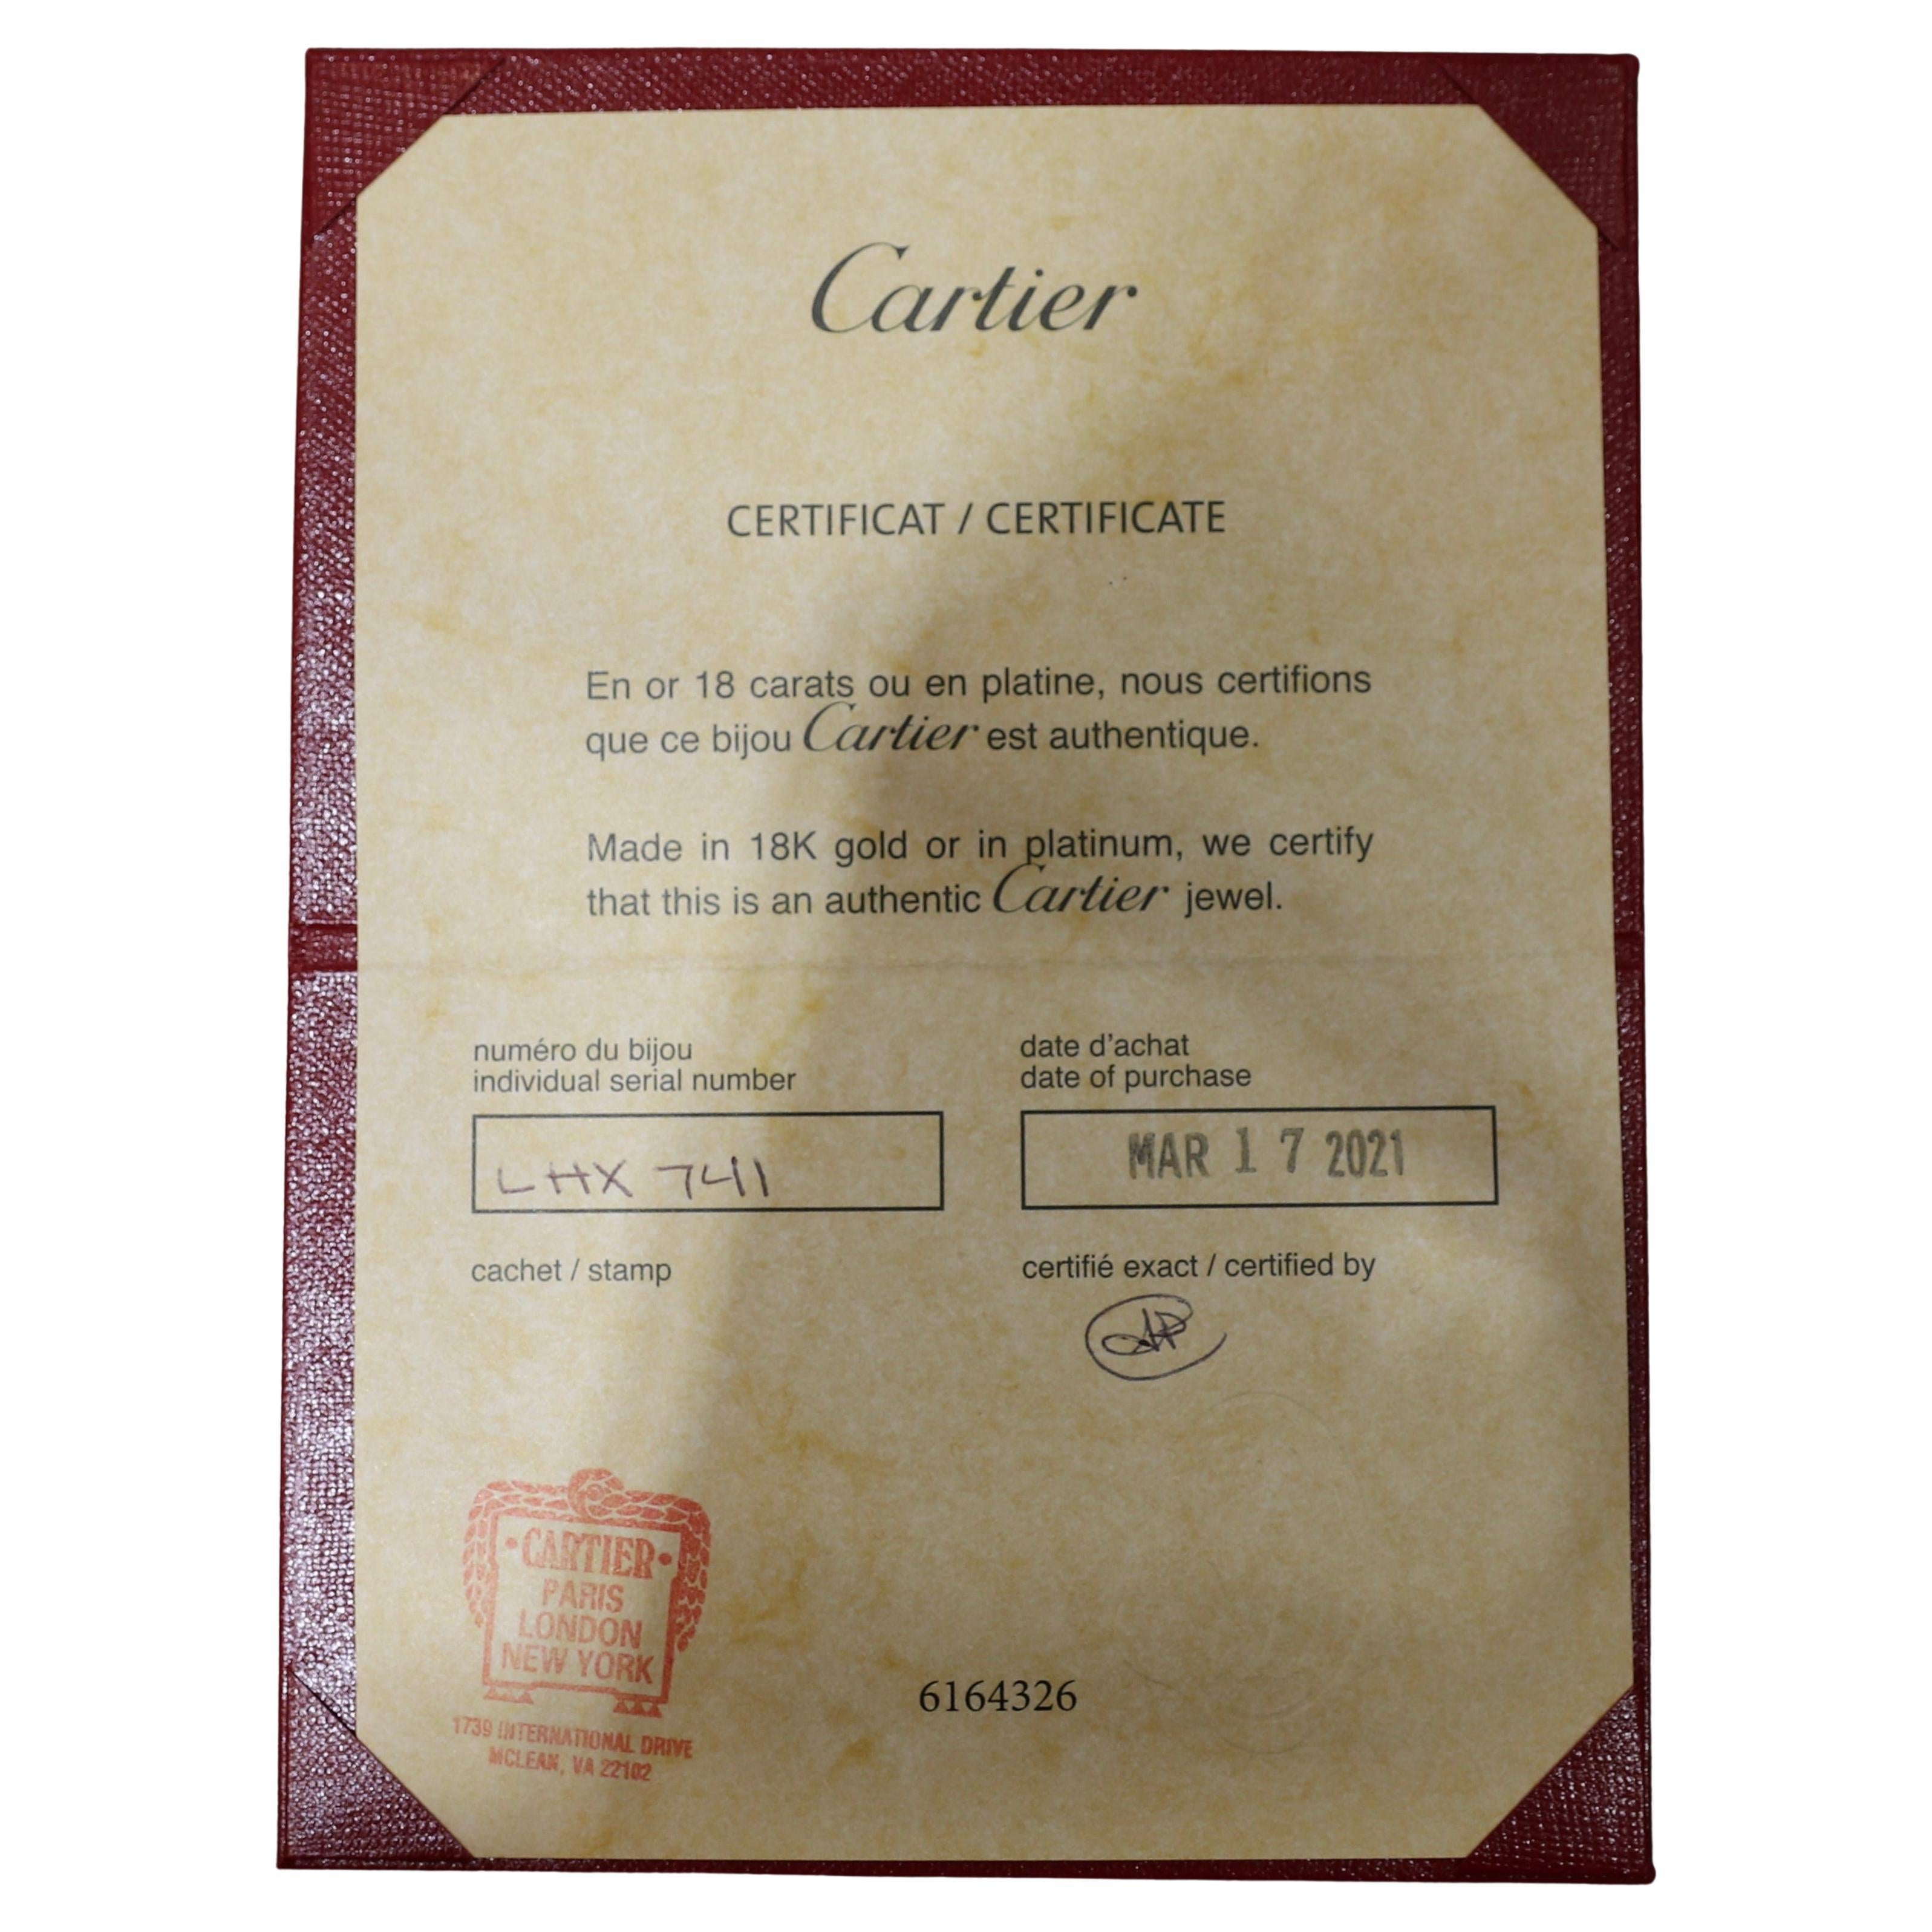 Cartier
CERTIFICAT / CERTIFICATE
En or 18 carats ou en platine, nous certifions
que ce bijou Cartier est authentique.
Made in 18K gold or in platinum, we certify
that this is an authentic Cartier jewel.
numéro du bijou
individual serial number
LHX 741
date d'achat
date of purchase
MAR 17 2021
cachet / stamp
certifié exact / certified by
·CARTIER·
PARIS
LONDON
NEW YORK
1739 INTERNATIONAL DRIVE
MCLEAN, VA 22102
6164326